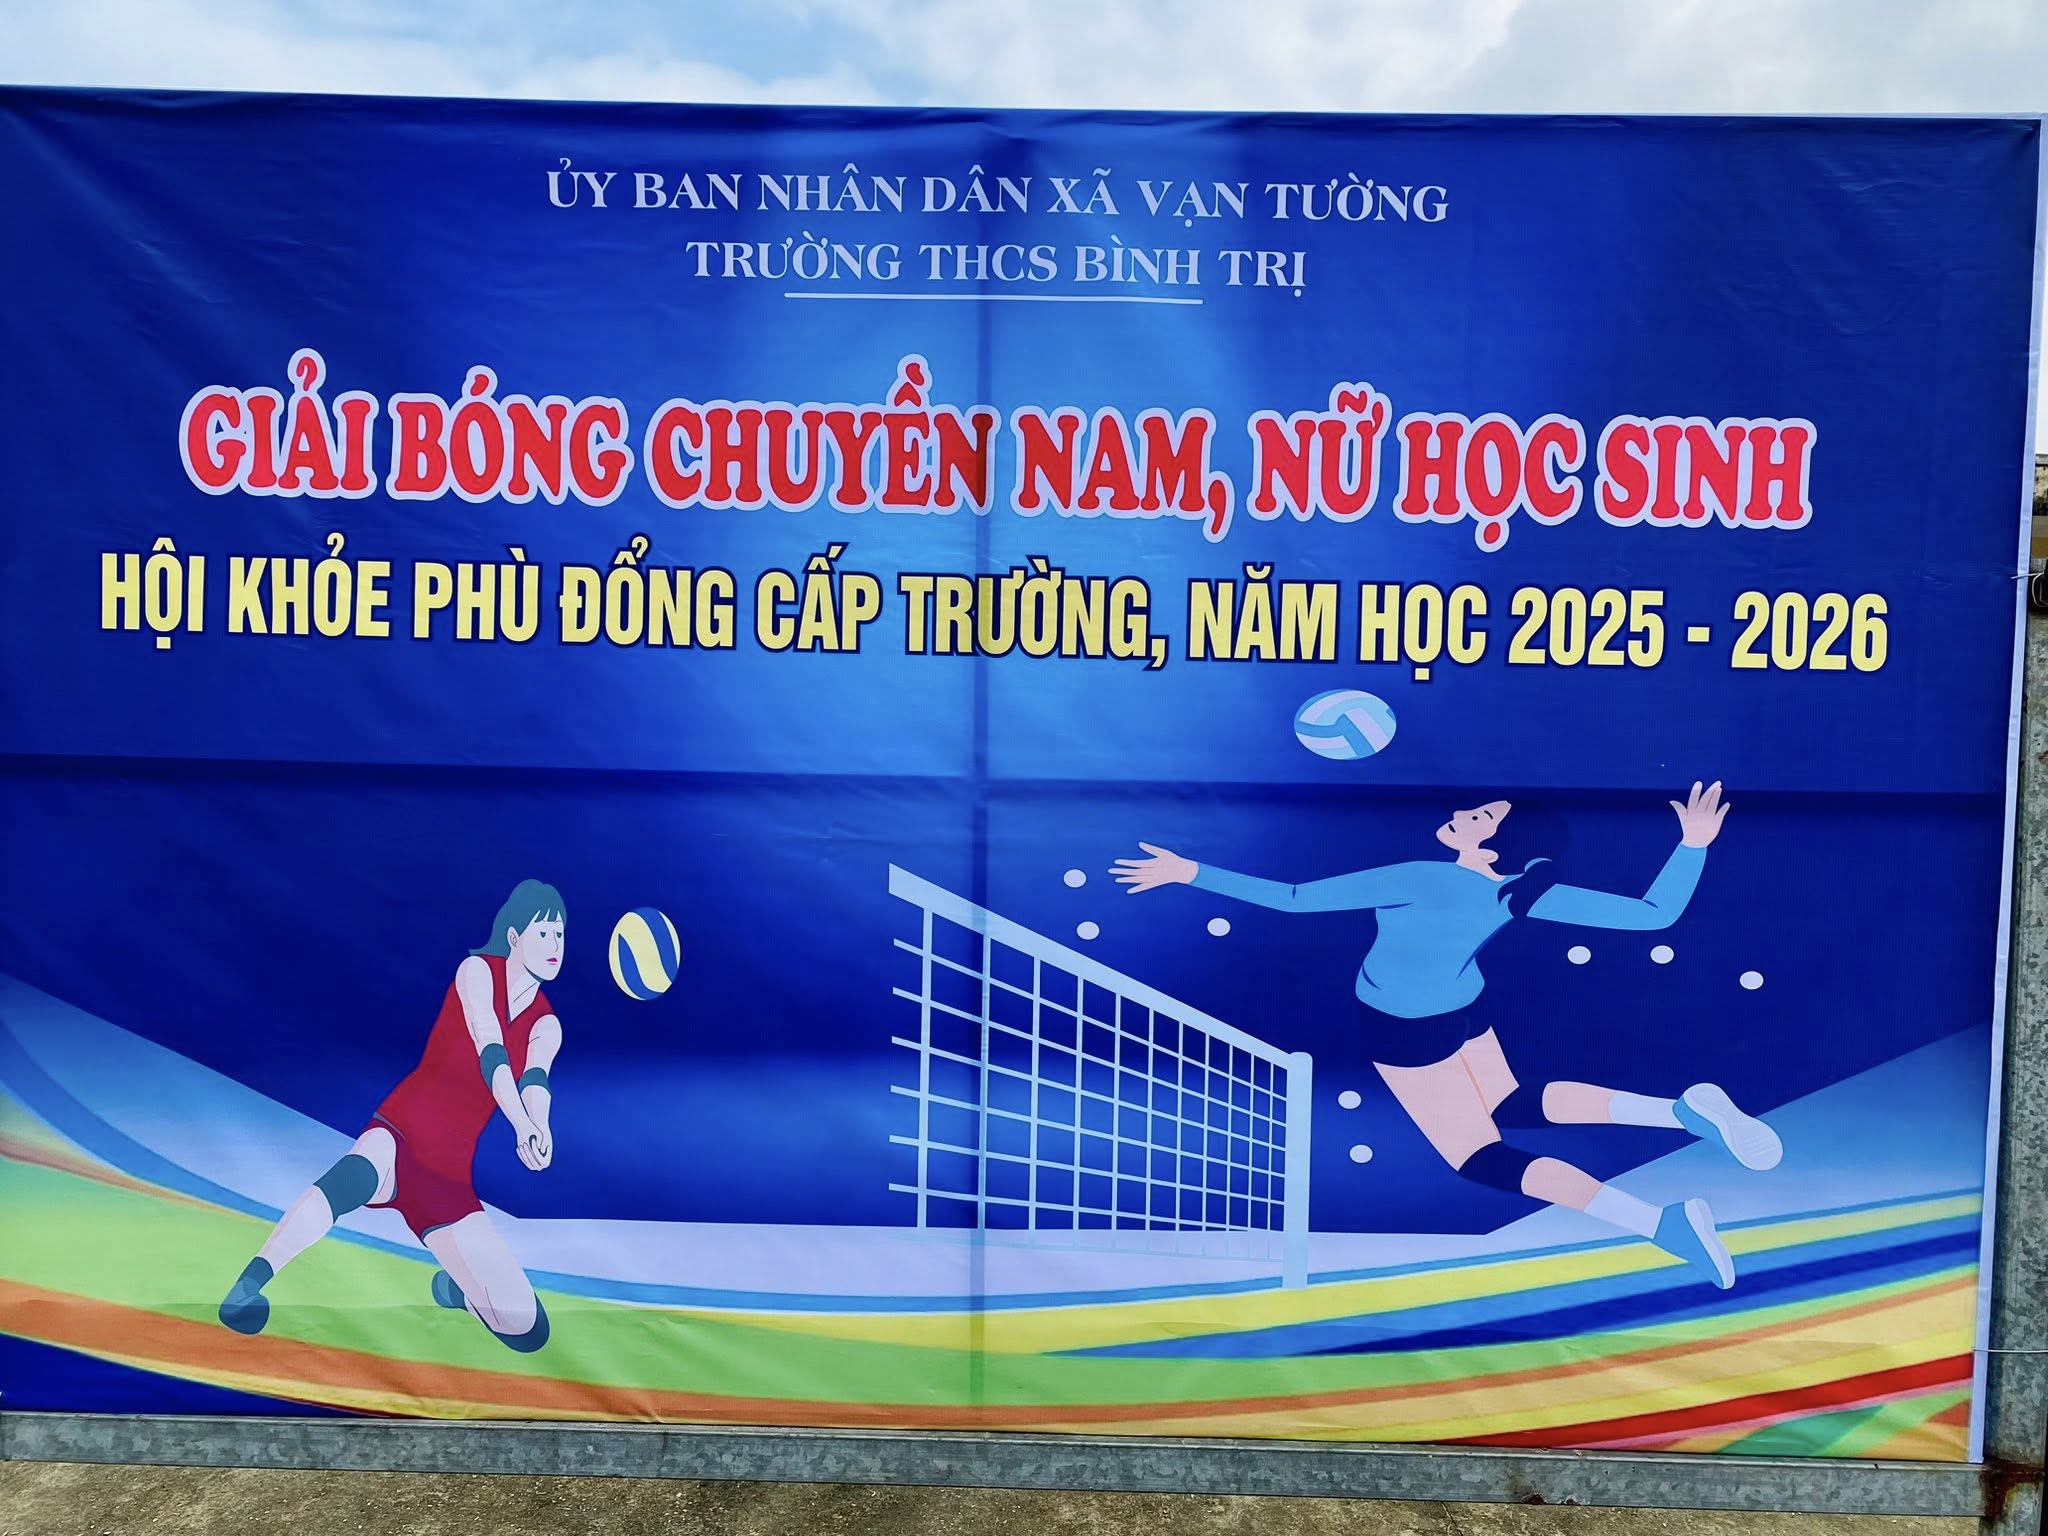 ỦY BAN NHÂN DÂN XÃ VẠN TƯỜNG
TRƯỜNG THCS BÌNH TRỊ
GIẢI BÓNG CHUYỀN NAM, NỮ HỌC SINH
HỘI KHỎE PHÙ ĐỔNG CẤP TRƯỜNG, NĂM HỌC 2025 - 2026